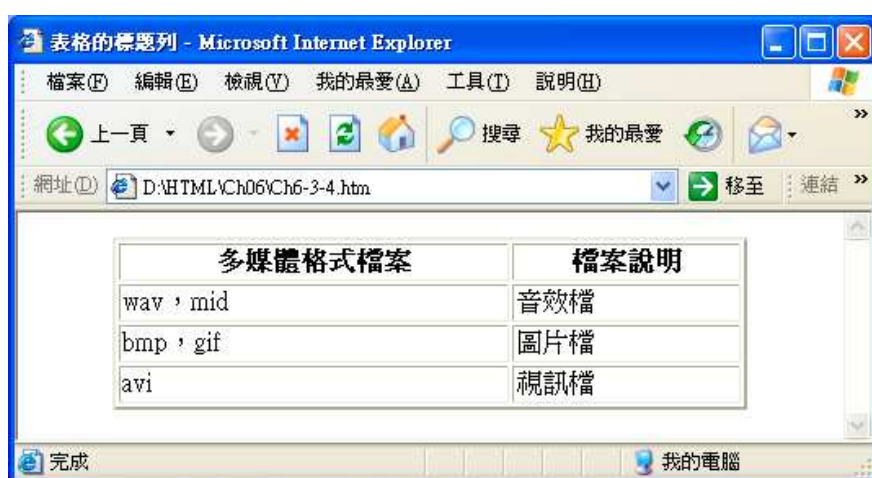 表格的標題列 - Microsoft Internet Explorer
檔案(F) 編輯(E) 檢視(V) 我的最愛(A) 工具(T) 說明(H)
上一頁 搜尋 我的最愛 »
網址(D) D:\HTML\Ch06\Ch6-3-4.htm 移至 連結 »
多媒體格式檔案 檔案說明
wav,mid 音效檔
bmp,gif 圖片檔
avi 視訊檔
完成 我的電腦